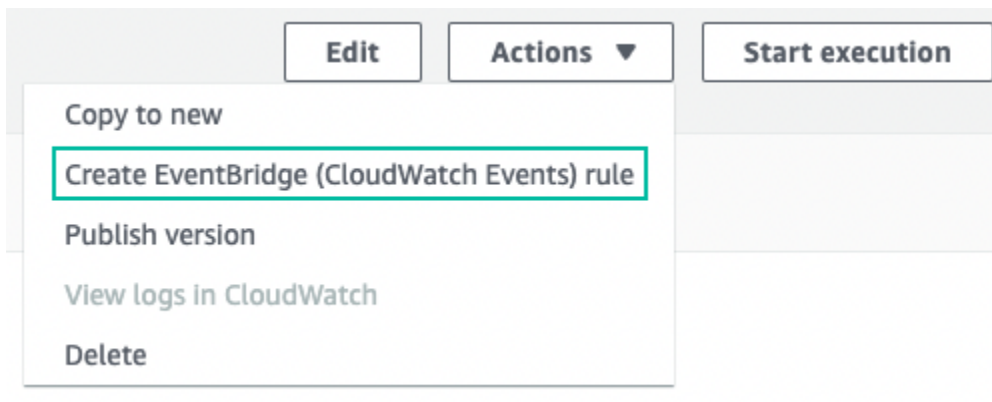 Edit Actions Start execution
Copy to new
Create EventBridge (CloudWatch Events) rule
Publish version
View logs in CloudWatch
Delete